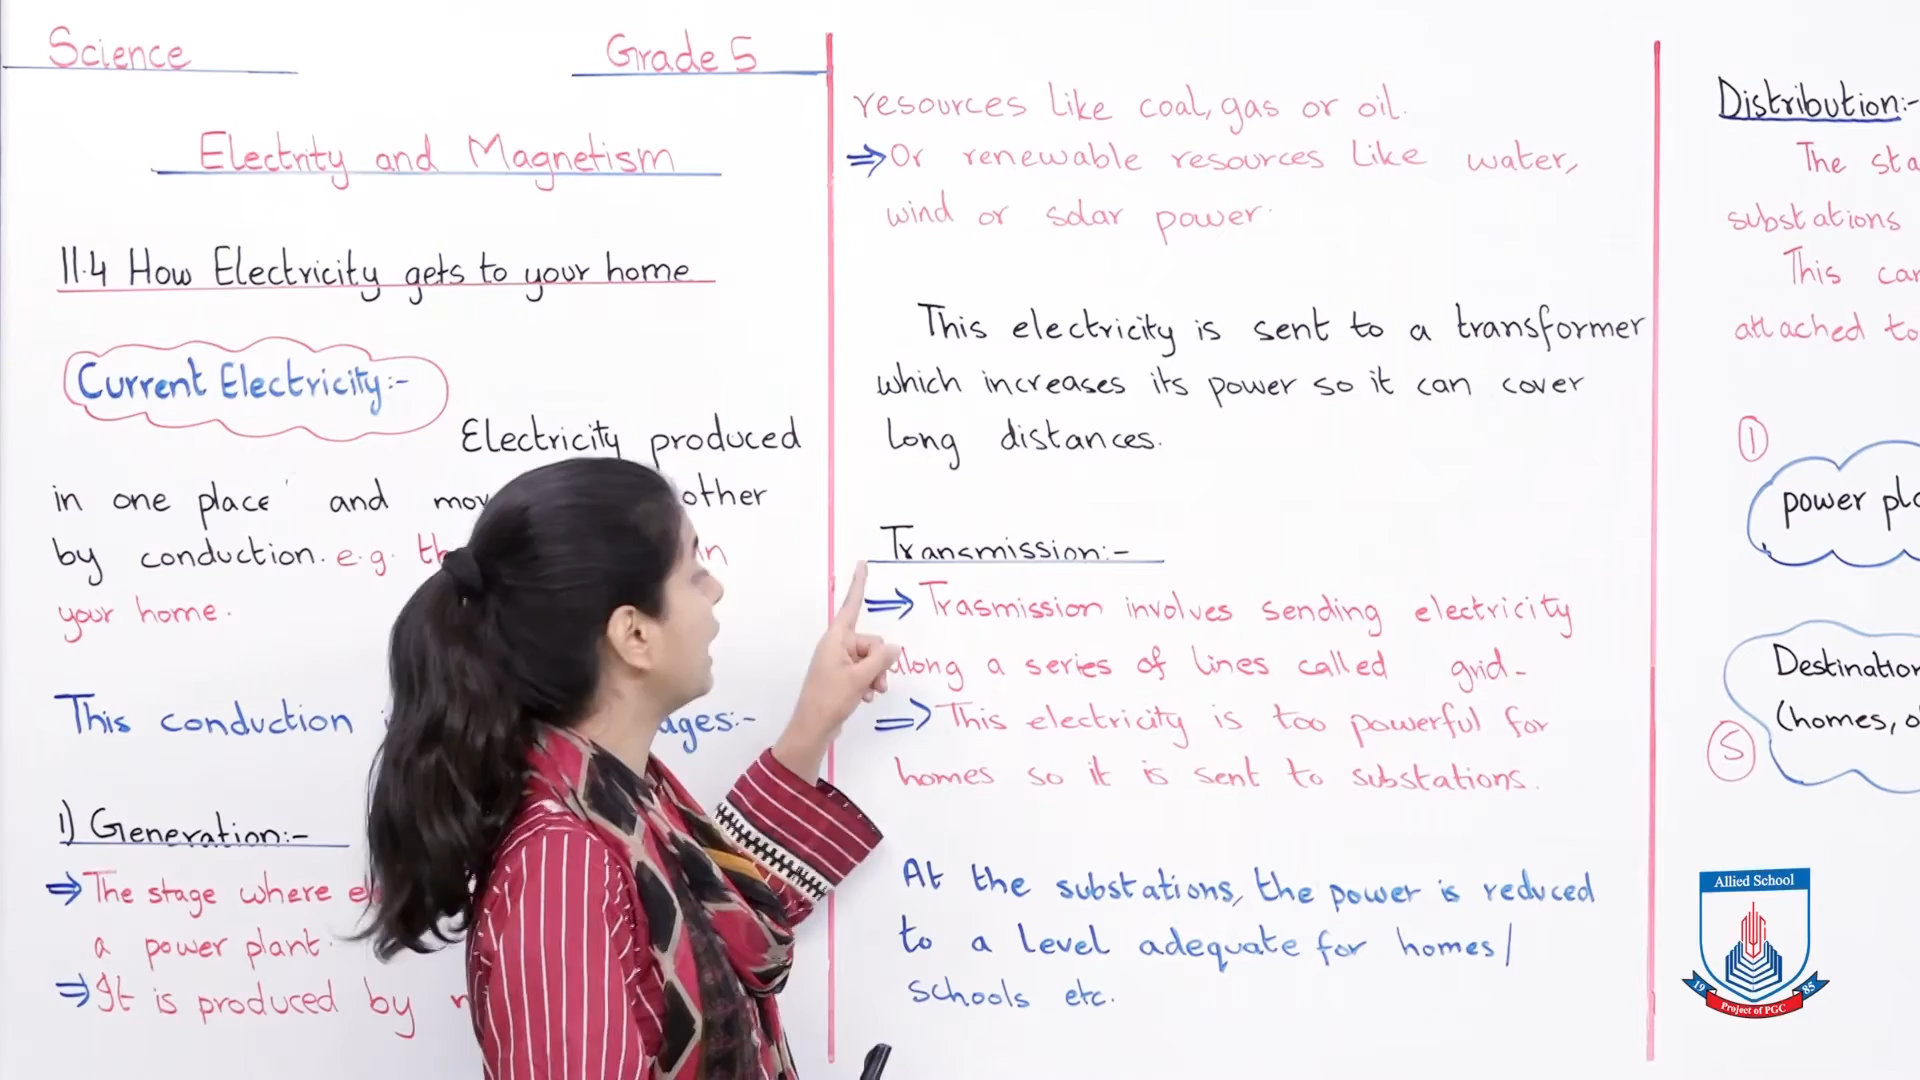 Science
Grade 5
Electrity and Magnetism
11.4 How Electricity gets to your home
Current Electricity:-
Electricity produced
in one place and other
by conduction. e.g. in
your home.
This conduction
1) Generation:-
⇒ The stage where
a power plant.
⇒ It is produced by
resources like coal, gas or oil.
⇒ Or renewable resources like water,
wind or solar power.
This electricity is sent to a transformer
which increases its power so it can cover
long distances.
Transmission:-
⇒ Trasmission involves sending electricity
along a series of lines called grid-
⇒ This electricity is too powerful for
homes so it is sent to substations.
At the substations, the power is reduced
to a level adequate for homes/
schools etc.
Distribution:-
The
substations
This
attached to
1
power
Destination
(homes,
5
Allied School
19 85
Project of PGC